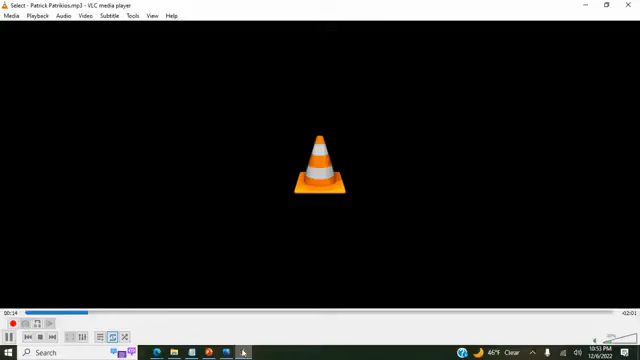 Select - Patrick Patrikios.mp3 - VLC media player
Media Playback Audio Video Subtitle Tools View Help
00:14
-02:01
Search
46°F Clear
10:53 PM
12/6/2022